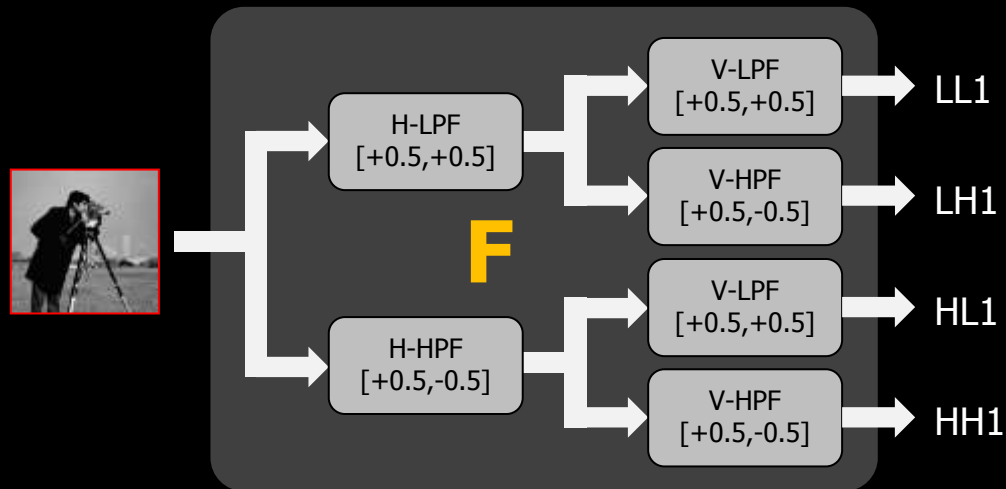 V-LPF
[+0.5,+0.5]
LL1
H-LPF
[+0.5,+0.5]
V-HPF
[+0.5,-0.5]
LH1
F
V-LPF
[+0.5,+0.5]
HL1
H-HPF
[+0.5,-0.5]
V-HPF
[+0.5,-0.5]
HH1